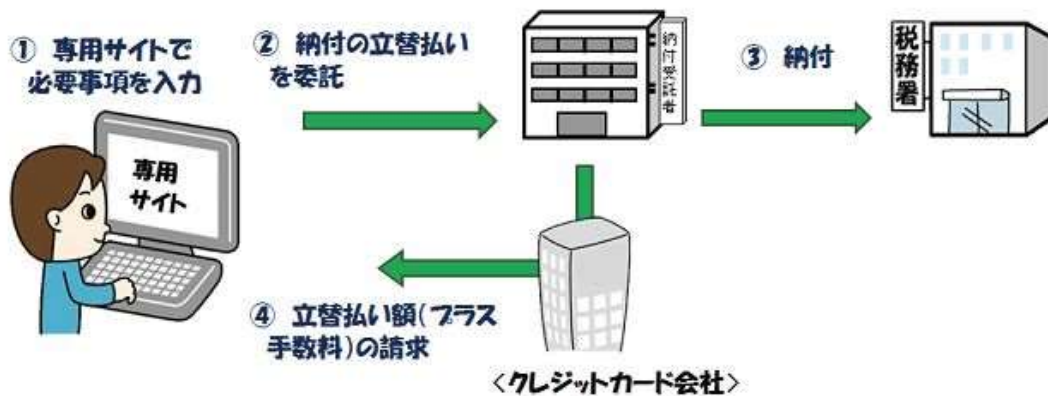 ① 専用サイトで
必要事項を入力
② 納付の立替払い
を委託
③ 納付
納付受託者
税務署
専用
サイト
④ 立替払い額(プラス
手数料)の請求
<クレジットカード会社>